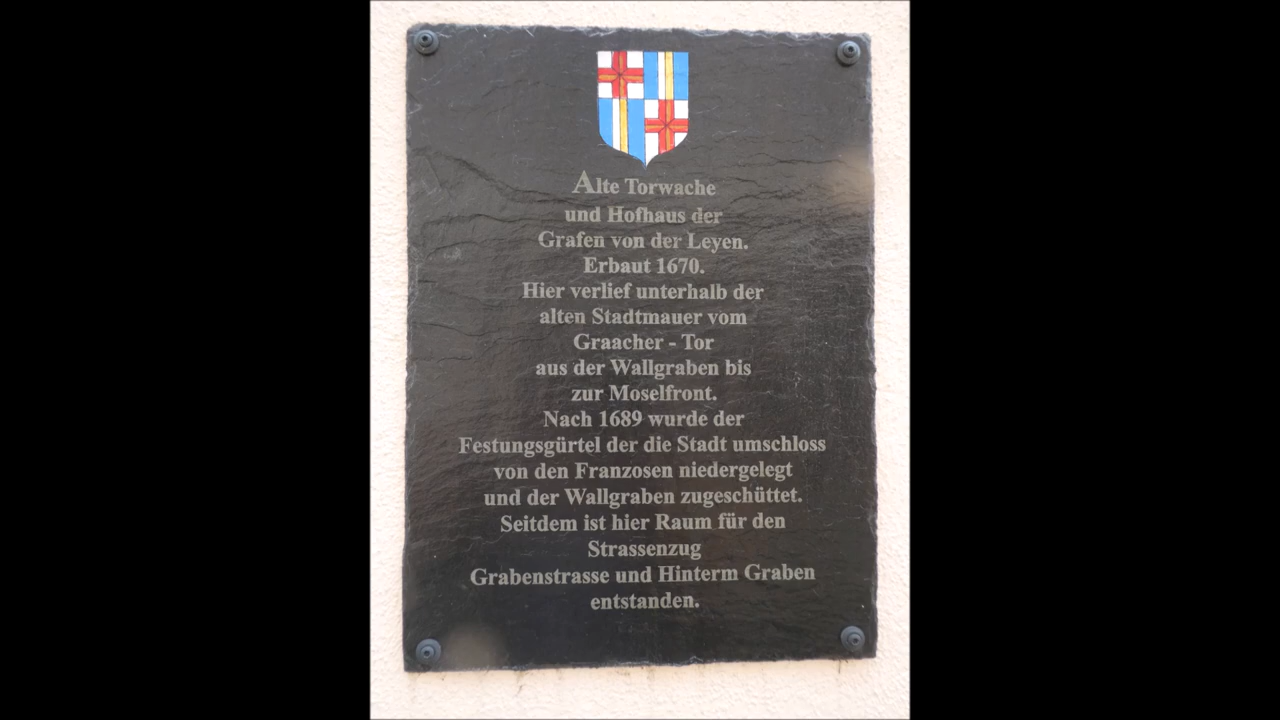 Alte Torwache
und Hofhaus der
Grafen von der Leyen.
Erbaut 1670.
Hier verlief unterhalb der
alten Stadtmauer vom
Graacher - Tor
aus der Wallgraben bis
zur Moselfront.
Nach 1689 wurde der
Festungsgürtel der die Stadt umschloss
von den Franzosen niedergelegt
und der Wallgraben zugeschüttet.
Seitdem ist hier Raum für den
Strassenzug
Grabenstrasse und Hinterm Graben
entstanden.